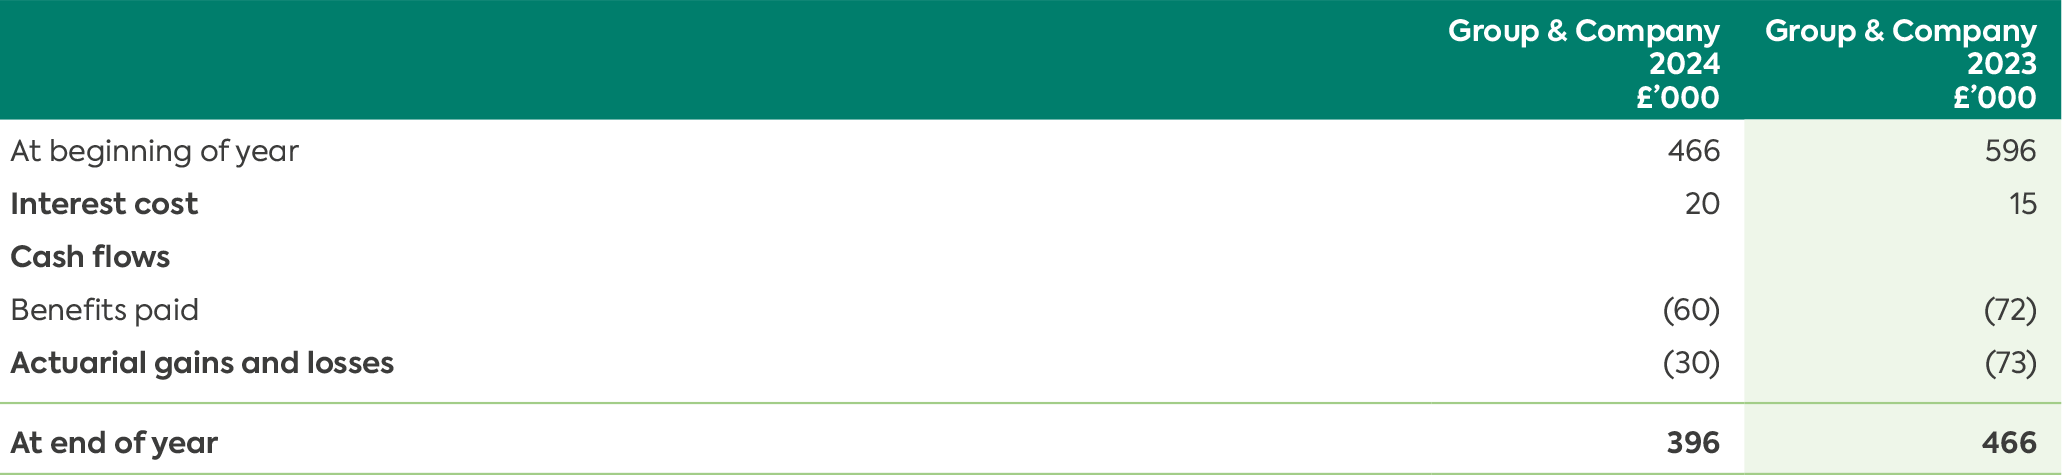 Group & Company Group & Company
2024 2023
£’000 £’000
At beginning of year 466 596
Interest cost 20 15
Cash flows
Benefits paid (60) (72)
Actuarial gains and losses (30) (73)
At end of year 396 466